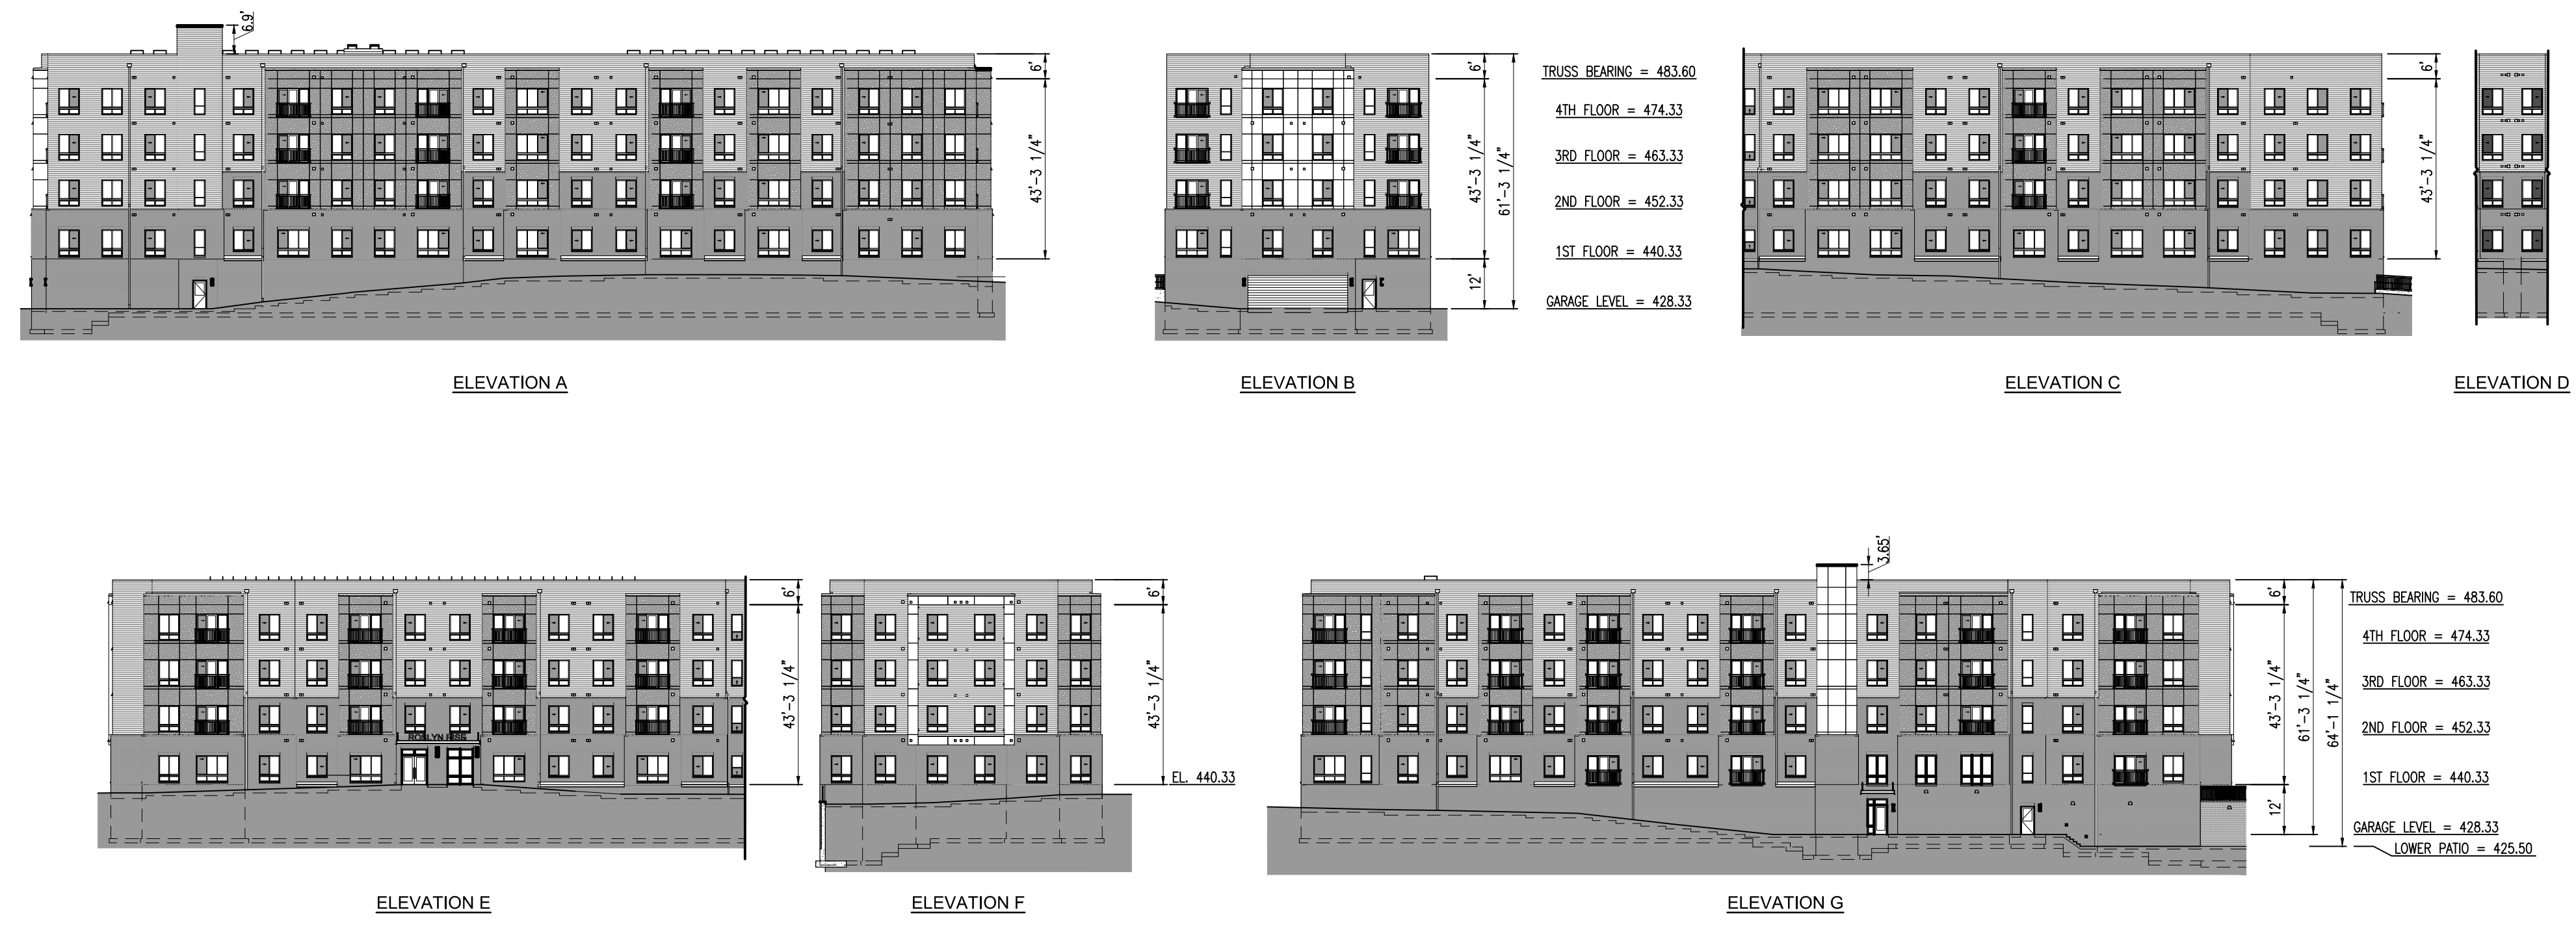 6.9'
6'
43'-3 1/4"
ELEVATION A
6'
43'-3 1/4"
61'-3 1/4"
12'
ELEVATION B
TRUSS BEARING = 483.60
4TH FLOOR = 474.33
3RD FLOOR = 463.33
2ND FLOOR = 452.33
1ST FLOOR = 440.33
GARAGE LEVEL = 428.33
6'
43'-3 1/4"
ELEVATION C
ELEVATION D
ROSLYN RISE
6'
43'-3 1/4"
ELEVATION E
6'
43'-3 1/4"
EL. 440.33
ELEVATION F
3.65'
6'
43'-3 1/4"
61'-3 1/4"
64'-1 1/4"
12'
ELEVATION G
TRUSS BEARING = 483.60
4TH FLOOR = 474.33
3RD FLOOR = 463.33
2ND FLOOR = 452.33
1ST FLOOR = 440.33
GARAGE LEVEL = 428.33
LOWER PATIO = 425.50